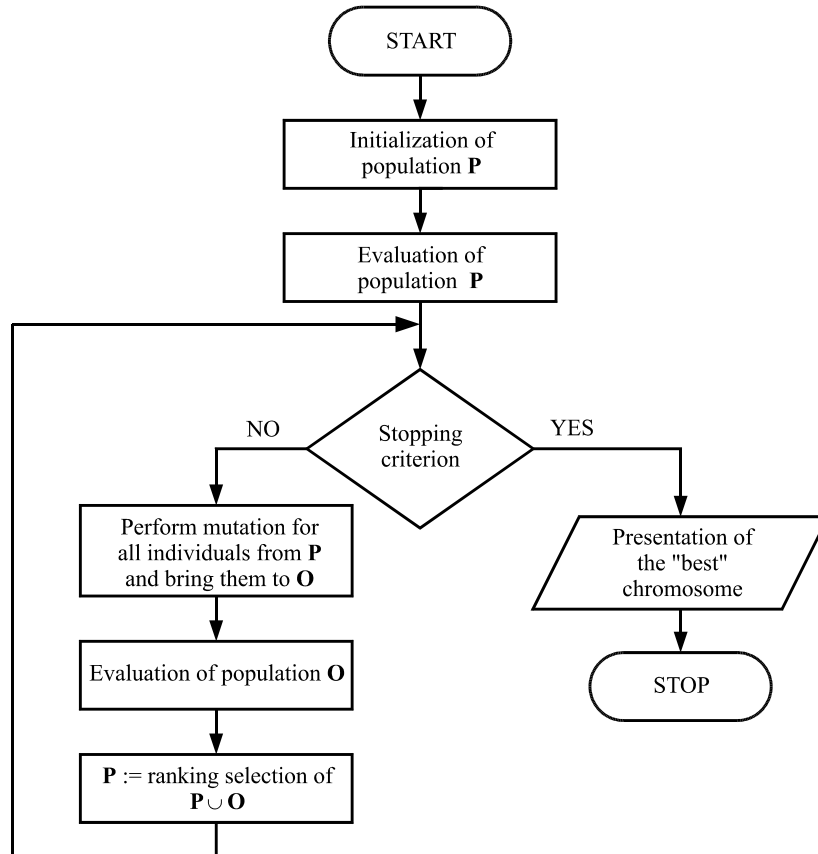 START
Initialization of
population P
Evaluation of
population P
Stopping
criterion
NO
YES
Perform mutation for
all individuals from P
and bring them to O
Presentation of
the "best"
chromosome
Evaluation of population O
STOP
P := ranking selection of
P ∪ O